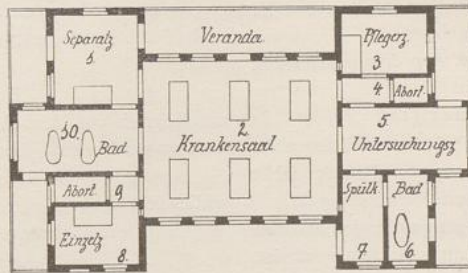 Separatz
1.
Veranda
Pflegerz.
3
4.
Abort
10.
Bad
2.
Krankensaal
5.
Untersuchungsz
Abort
9
Spülk
Bad
Einzelz
8.
7
6.